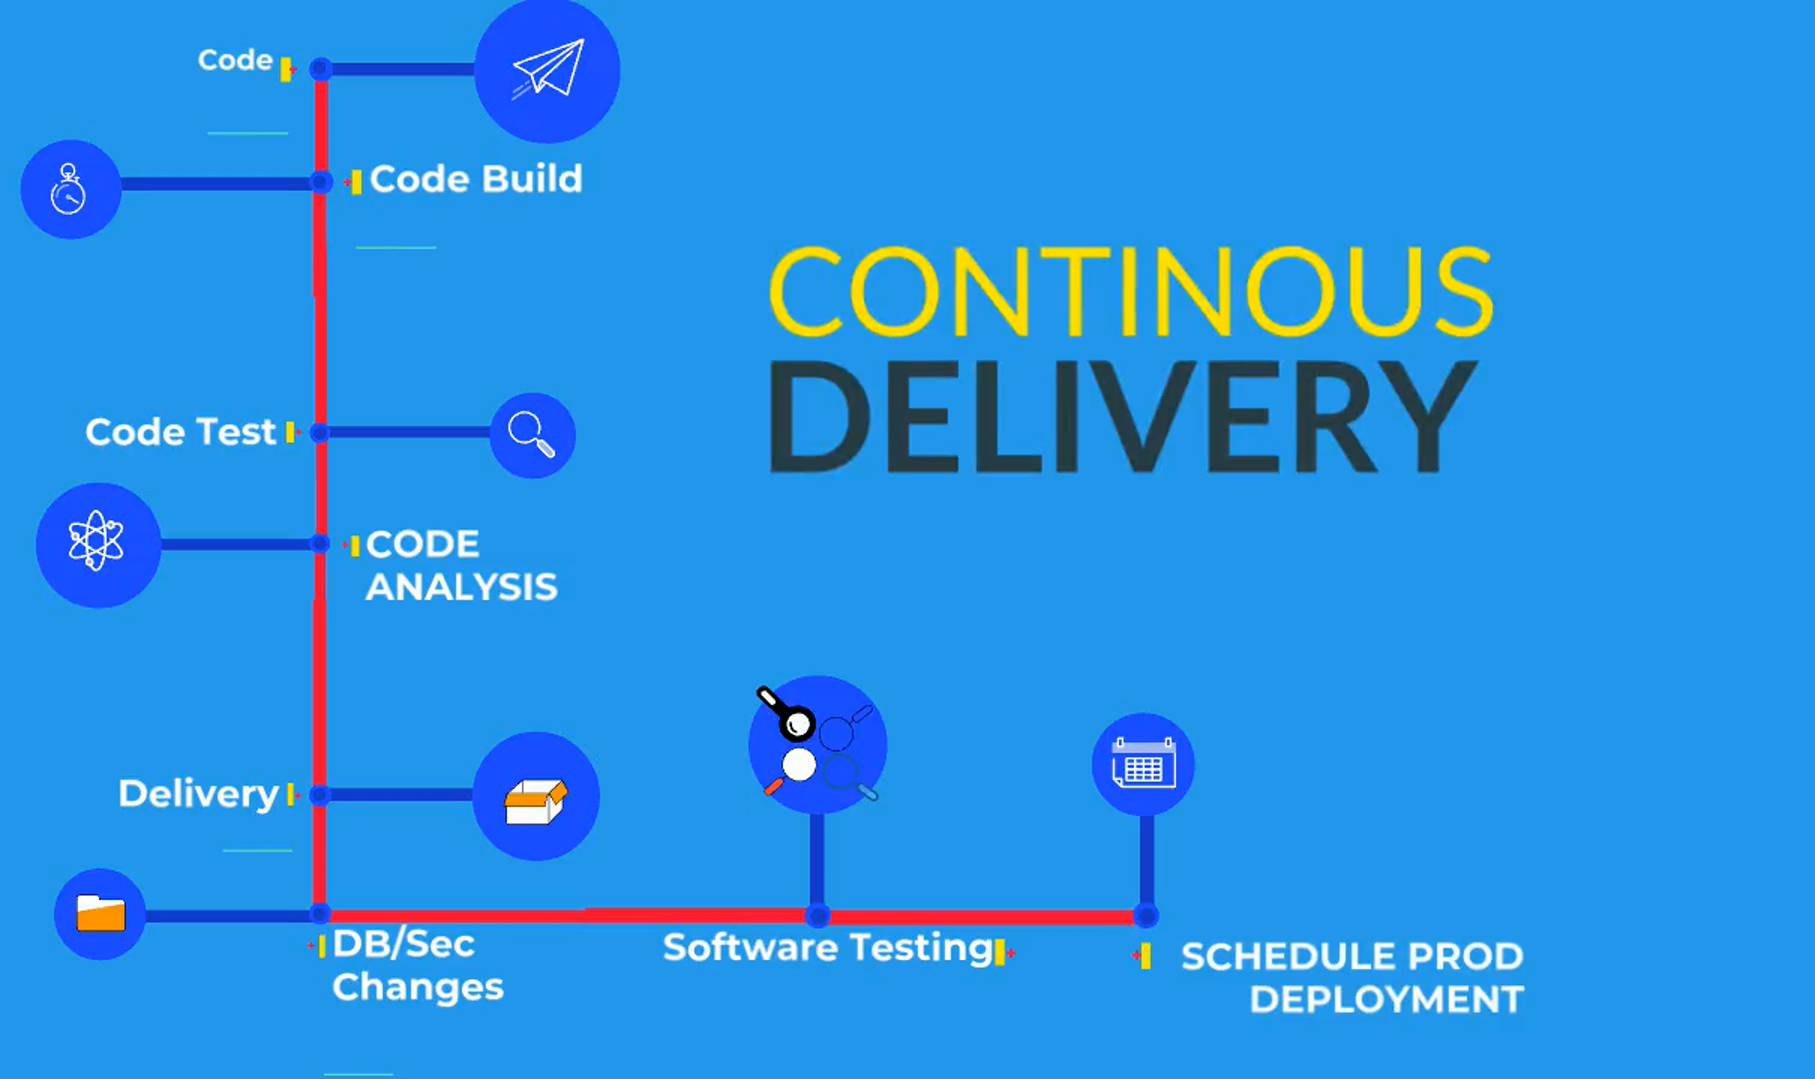 Code
Code Build
CONTINOUS
DELIVERY
Code Test
CODE
ANALYSIS
Delivery
DB/Sec
Changes
Software Testing
SCHEDULE PROD
DEPLOYMENT